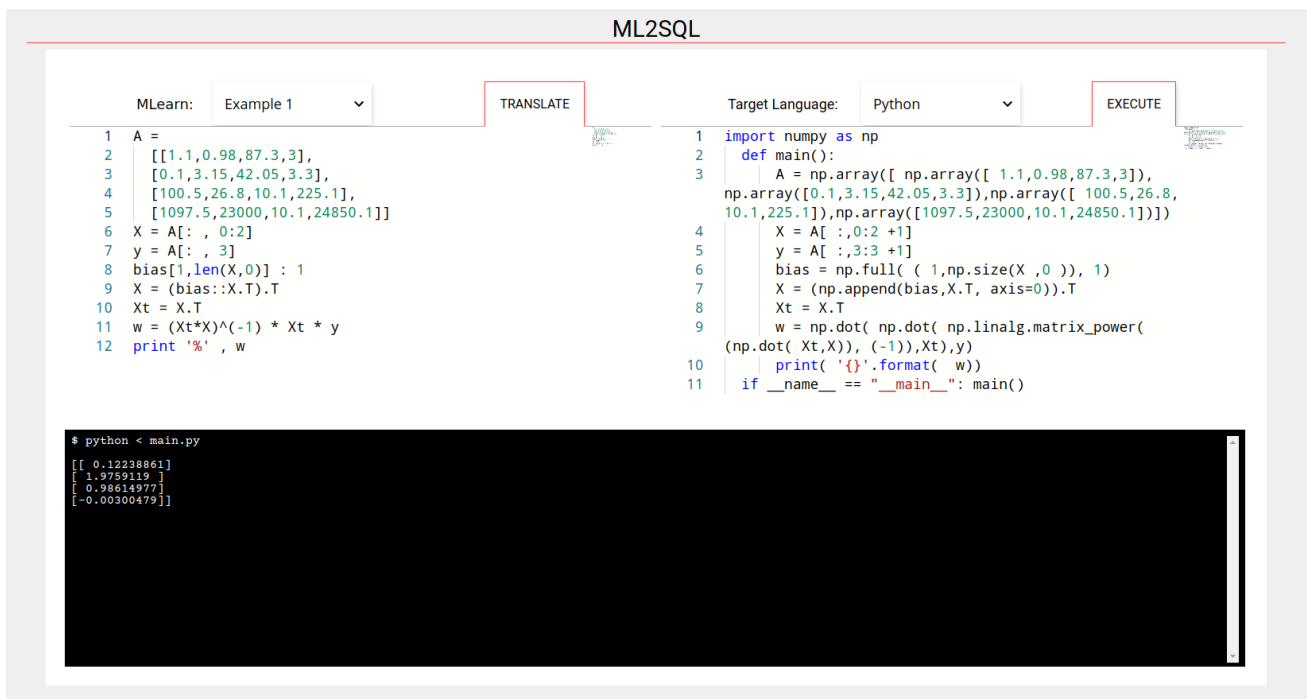 ML2SQL
MLearn: Example 1 TRANSLATE
1 A =
2 [[1.1,0.98,87.3,3],
3 [0.1,3.15,42.05,3.3],
4 [100.5,26.8,10.1,225.1],
5 [1097.5,23000,10.1,24850.1]]
6 X = A[: , 0:2]
7 y = A[: , 3]
8 bias[1,len(X,0)] : 1
9 X = (bias::X.T).T
10 Xt = X.T
11 w = (Xt*X)^(-1) * Xt * y
12 print '%' , w
Target Language: Python EXECUTE
1 import numpy as np
2 def main():
3 A = np.array([ np.array([ 1.1,0.98,87.3,3]),
np.array([0.1,3.15,42.05,3.3]),np.array([ 100.5,26.8,
10.1,225.1]),np.array([1097.5,23000,10.1,24850.1])])
4 X = A[ :,0:2 +1]
5 y = A[ :,3:3 +1]
6 bias = np.full( ( 1,np.size(X ,0 )), 1)
7 X = (np.append(bias,X.T, axis=0)).T
8 Xt = X.T
9 w = np.dot( np.dot( np.linalg.matrix_power(
(np.dot( Xt,X)), (-1)),Xt),y)
10 print( '{}'.format( w))
11 if __name__ == "__main__": main()
$ python < main.py
[[ 0.12238861]
[ 1.9759119 ]
[ 0.98614977]
[-0.00300479]]